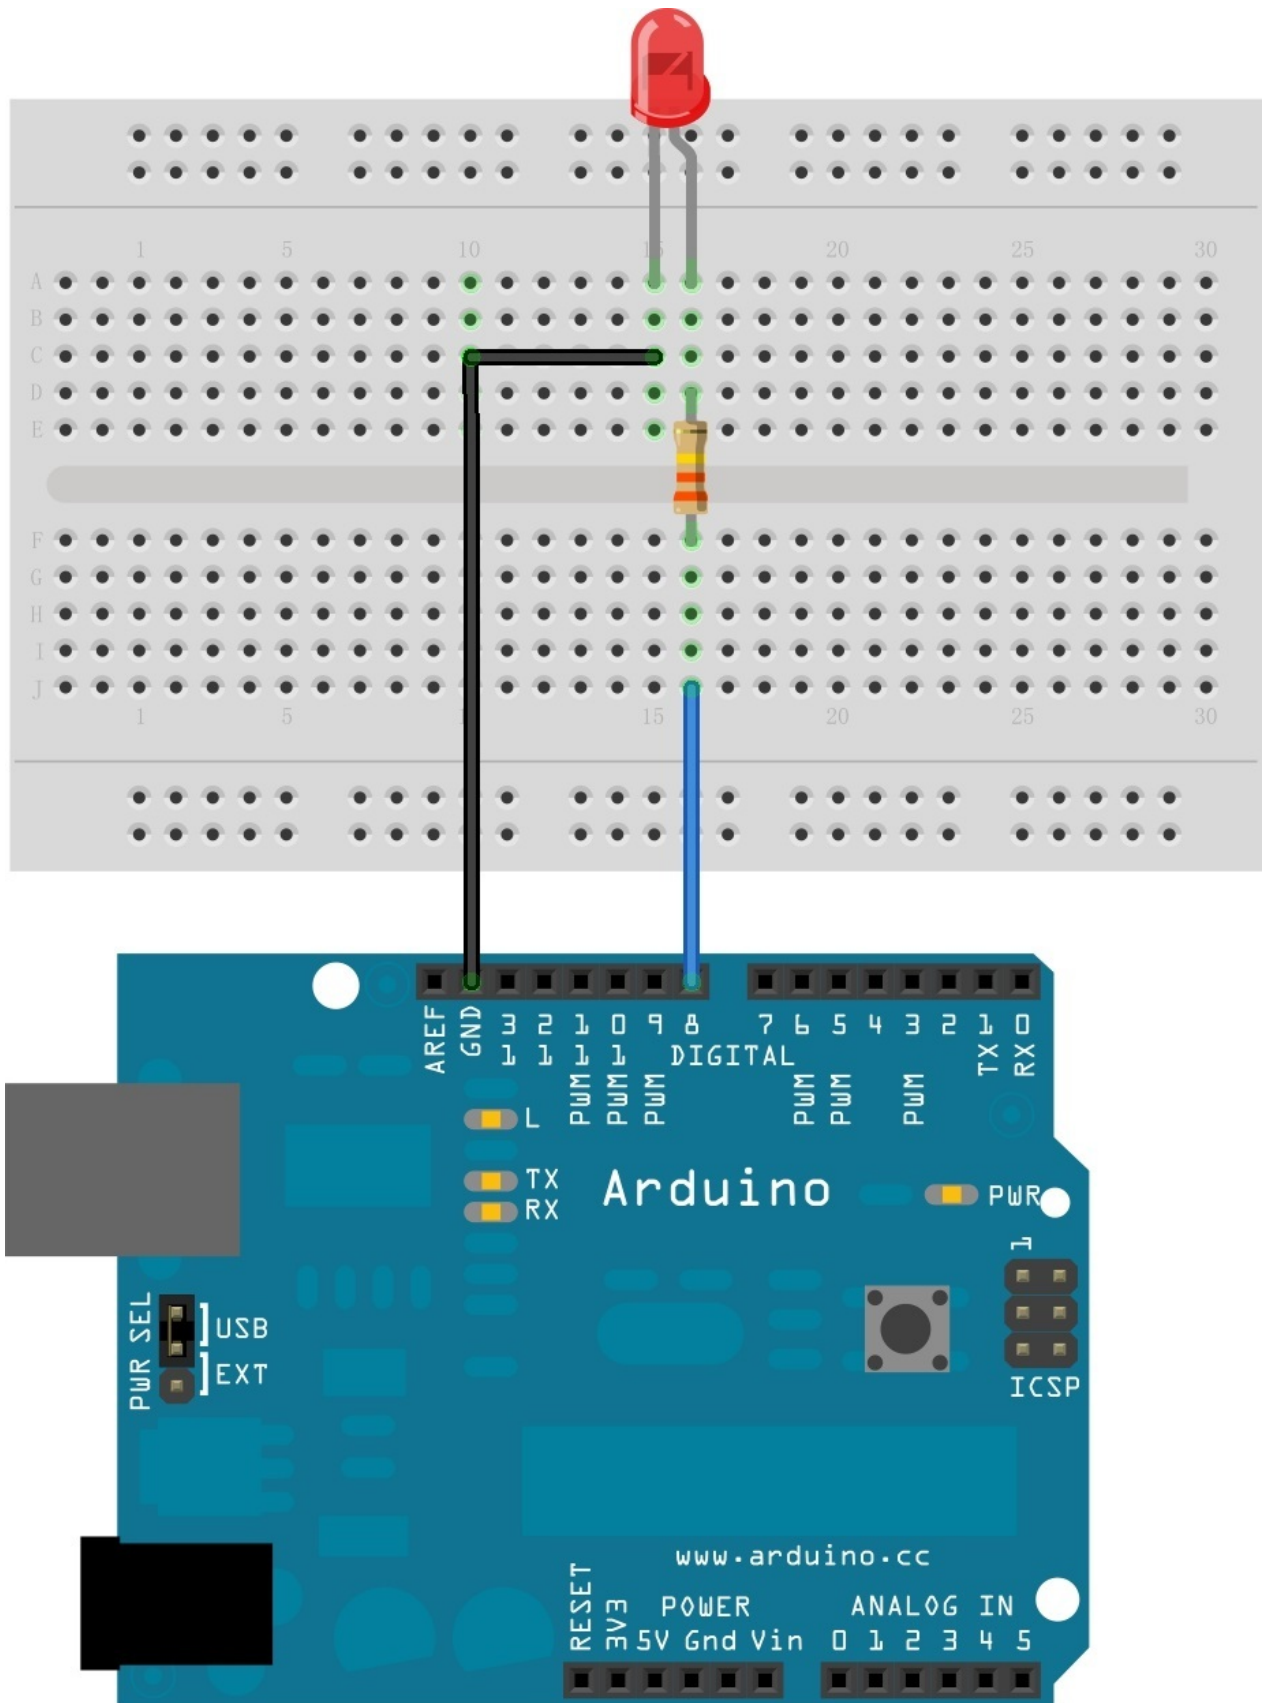 1 5 10 15 20 25 30
A
B
C
D
E
F
G
H
I
J
1 5 15 20 25 30
AREF GND 13 12 11 10 9 8 7 6 5 4 3 2 1 0
DIGITAL
PWM PWM PWM PWM PWM PWM
TX RX
L
TX
RX
Arduino
PWR
1
ICSP
PWR SEL
USB
EXT
www.arduino.cc
RESET 3V3
POWER
5V Gnd Vin
ANALOG IN
0 1 2 3 4 5